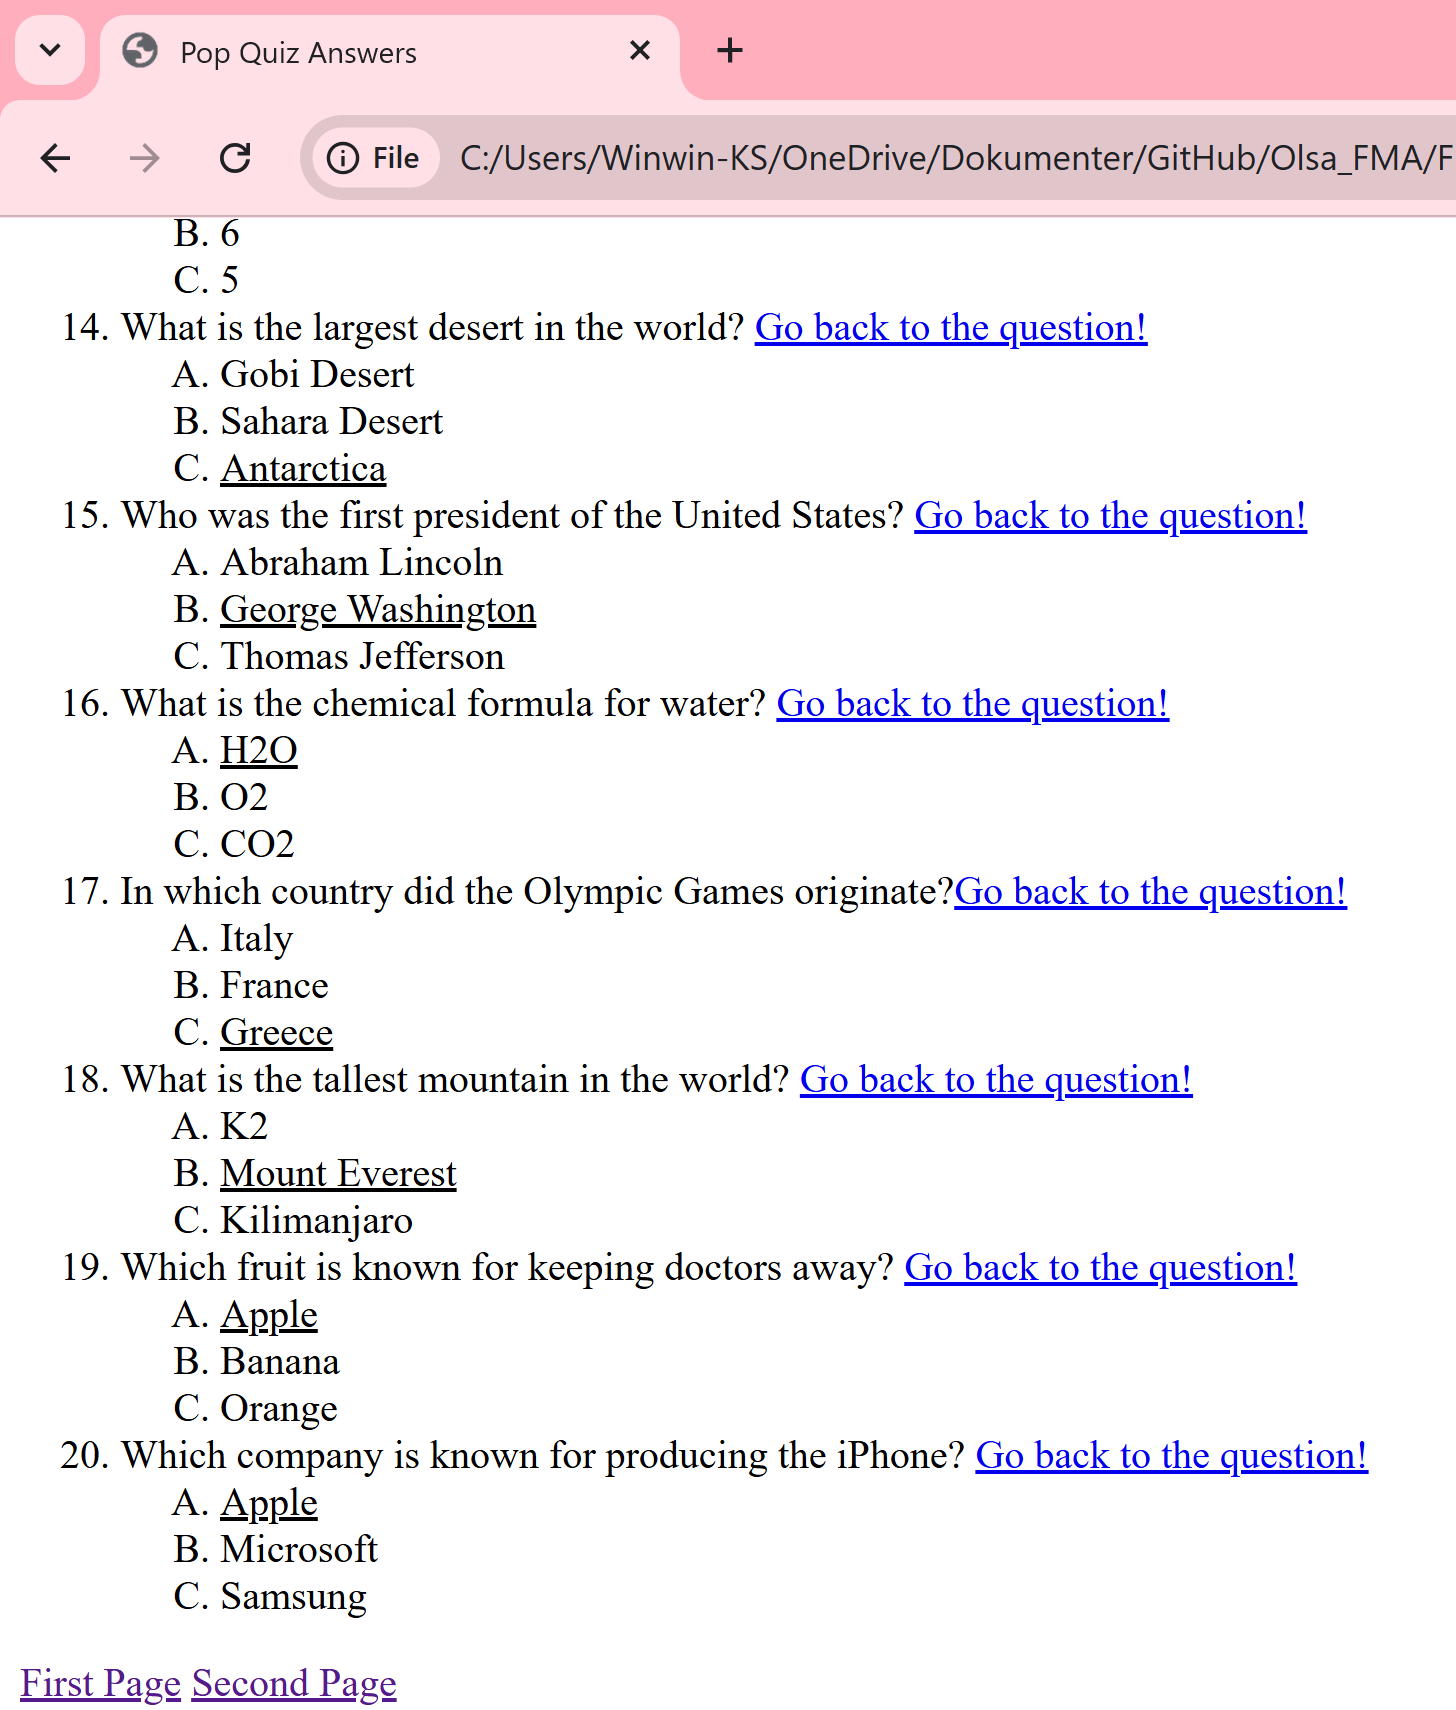 Pop Quiz Answers
File C:/Users/Winwin-KS/OneDrive/Dokumenter/GitHub/Olsa_FMA/F
B. 6
C. 5
14. What is the largest desert in the world? Go back to the question!
A. Gobi Desert
B. Sahara Desert
C. Antarctica
15. Who was the first president of the United States? Go back to the question!
A. Abraham Lincoln
B. George Washington
C. Thomas Jefferson
16. What is the chemical formula for water? Go back to the question!
A. H2O
B. O2
C. CO2
17. In which country did the Olympic Games originate?Go back to the question!
A. Italy
B. France
C. Greece
18. What is the tallest mountain in the world? Go back to the question!
A. K2
B. Mount Everest
C. Kilimanjaro
19. Which fruit is known for keeping doctors away? Go back to the question!
A. Apple
B. Banana
C. Orange
20. Which company is known for producing the iPhone? Go back to the question!
A. Apple
B. Microsoft
C. Samsung
First Page Second Page